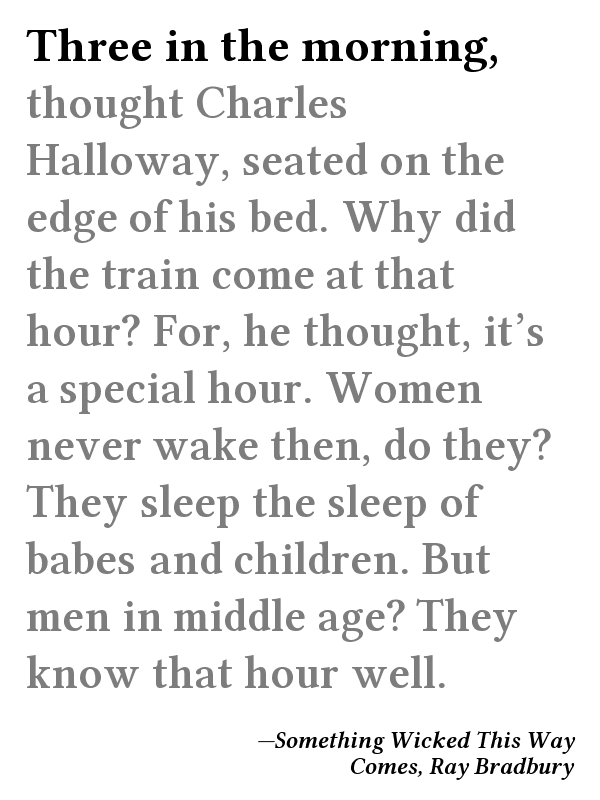 Three in the morning,
thought Charles
Halloway, seated on the
edge of his bed. Why did
the train come at that
hour? For, he thought, it’s
a special hour. Women
never wake then, do they?
They sleep the sleep of
babes and children. But
men in middle age? They
know that hour well.
—Something Wicked This Way
Comes, Ray Bradbury